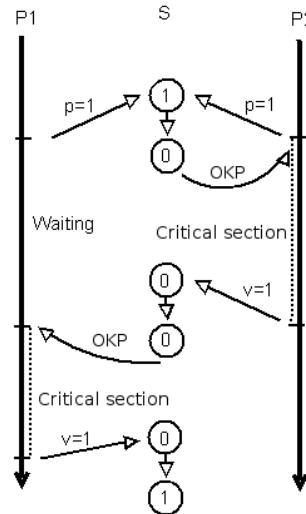 P1
S
P2
p=1
1
p=1
0
OKP
Waiting
Critical section
0
v=1
OKP
0
Critical section
v=1
0
1